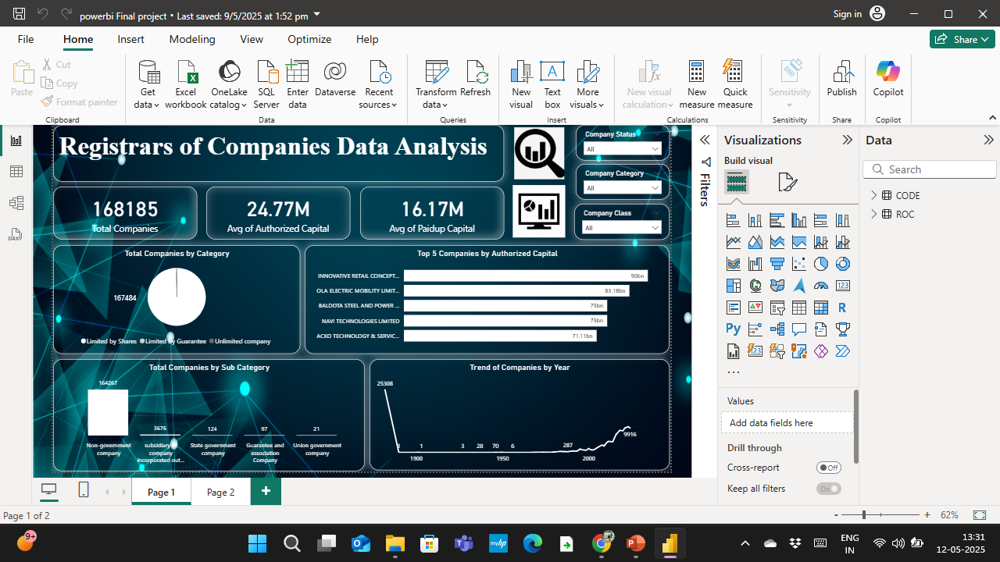 powerbi Final project • Last saved: 9/5/2025 at 1:52 pm
Sign in
File Home Insert Modeling View Optimize Help
Share
Paste
Cut
Copy
Format painter
Clipboard
Get data
Excel workbook
OneLake catalog
SQL Server
Enter data
Dataverse
Recent sources
Data
Transform data
Refresh
Queries
New visual
Text box
More visuals
Insert
New visual calculation
New measure
Quick measure
Calculations
Sensitivity
Sensitivity
Publish
Share
Copilot
Copilot
Registrars of Companies Data Analysis
Company Status
All
Company Category
All
Company Class
All
168185
Total Companies
24.77M
Avg of Authorized Capital
16.17M
Avg of Paidup Capital
Total Companies by Category
167484
Limited by Shares Limited by Guarantee Unlimited company
Top 5 Companies by Authorized Capital
INNOVATIVE RETAIL CONCEPT... 90bn
OLA ELECTRIC MOBILITY LIMIT... 83.18bn
BALDOTA STEEL AND POWER ... 75bn
NAVI TECHNOLOGIES LIMITED 75bn
ACKO TECHNOLOGY & SERVIC... 71.11bn
Total Companies by Sub Category
164267
3676
124
97
21
Non-government company
subsidiary company incorporated out...
State government company
Guarantee and association Company
Union government company
Trend of Companies by Year
25308
1 1 3 28 70 6 287 9916
1900 1950 2000
Filters
Visualizations
Build visual
Values
Add data fields here
Drill through
Cross-report
Off
Keep all filters
On
Data
Search
CODE
ROC
Page 1
Page 2
Page 1 of 2
- + 62%
9+
ENG
IN
13:31
12-05-2025